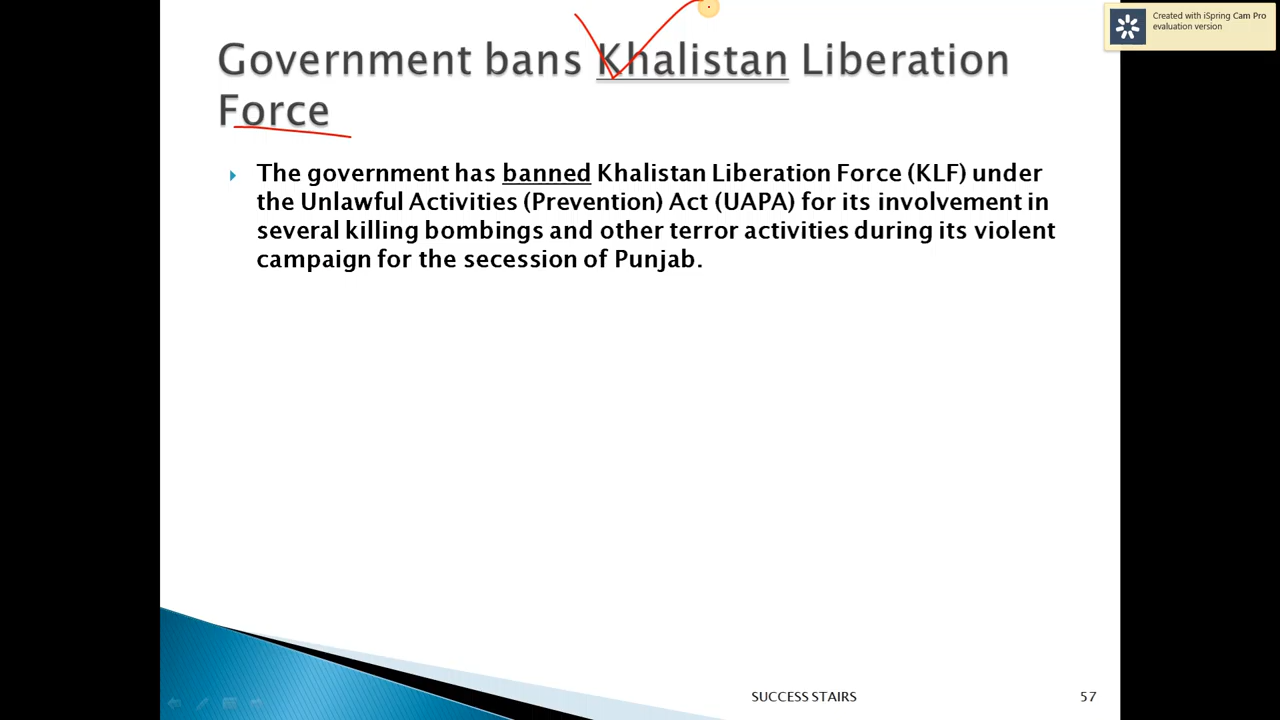 Created with iSpring Cam Pro
evaluation version
Government bans Khalistan Liberation
Force
The government has banned Khalistan Liberation Force (KLF) under
the Unlawful Activities (Prevention) Act (UAPA) for its involvement in
several killing bombings and other terror activities during its violent
campaign for the secession of Punjab.
SUCCESS STAIRS
57